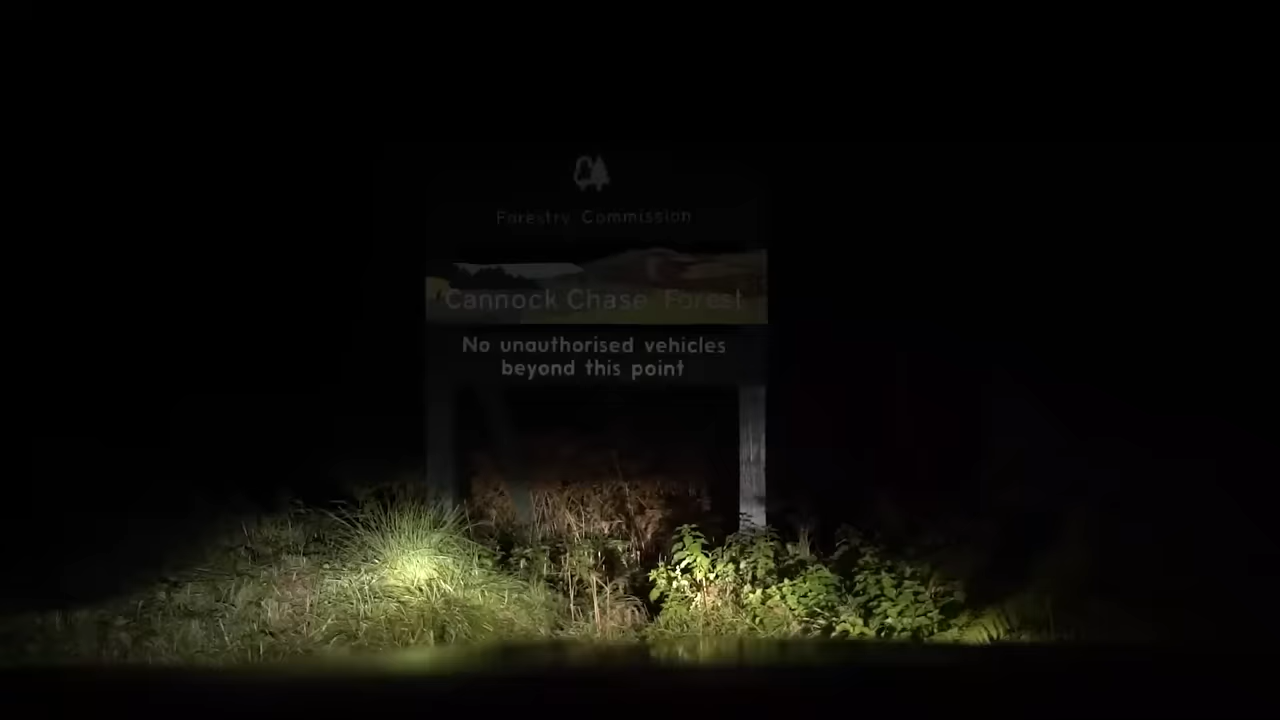 Forestry Commission
Cannock Chase Forest
No unauthorised vehicles
beyond this point